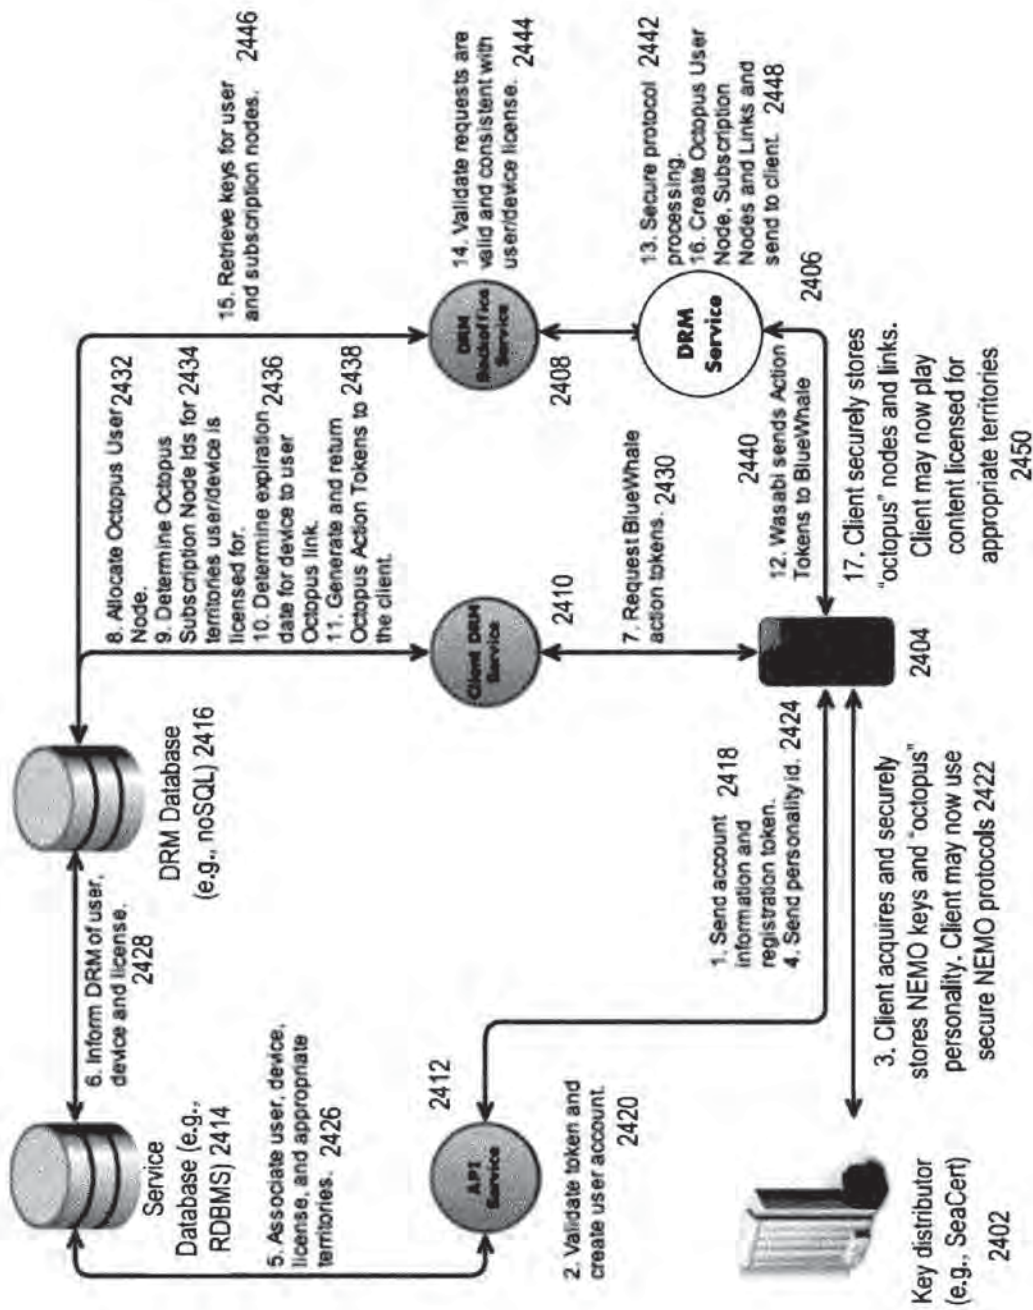 Service
Database (e.g.,
RDBMS) 2414
6. Inform DRM of user,
device and license.
2428
DRM Database
(e.g., noSQL) 2416
5. Associate user, device,
license, and appropriate
territories. 2426
8. Allocate Octopus User 2432
Node.
9. Determine Octopus
Subscription Node Ids for 2434
territories user/device is
licensed for.
10. Determine expiration 2436
date for device to user
Octopus link.
11. Generate and return
Octopus Action Tokens to 2438
the client.
15. Retrieve keys for user
and subscription nodes. 2446
API
Service
2412
Client DRM
Service
2410
DRM
Backoffice
Service
2408
14. Validate requests are
valid and consistent with
user/device license. 2444
2. Validate token and
create user account.
2420
7. Request BlueWhale
action tokens. 2430
DRM
Service
2406
13. Secure protocol 2442
processing.
16. Create Octopus User
Node, Subscription
Nodes and Links and
send to client. 2448
1. Send account
information and 2418
registration token.
4. Send personality id. 2424
2440
12. Wasabi sends Action
Tokens to BlueWhale
2404
Key distributor
(e.g., SeaCert)
2402
3. Client acquires and securely
stores NEMO keys and "octopus"
personality. Client may now use
secure NEMO protocols 2422
17. Client securely stores
"octopus" nodes and links.
Client may now play
content licensed for
appropriate territories
2450